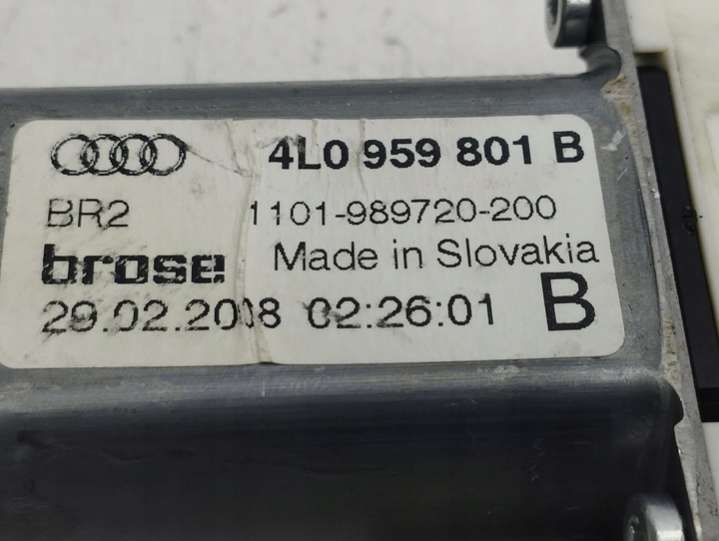 4L0 959 801 B
BR2 1101-989720-200
brose Made in Slovakia
29.02.2008 02:26:01 B